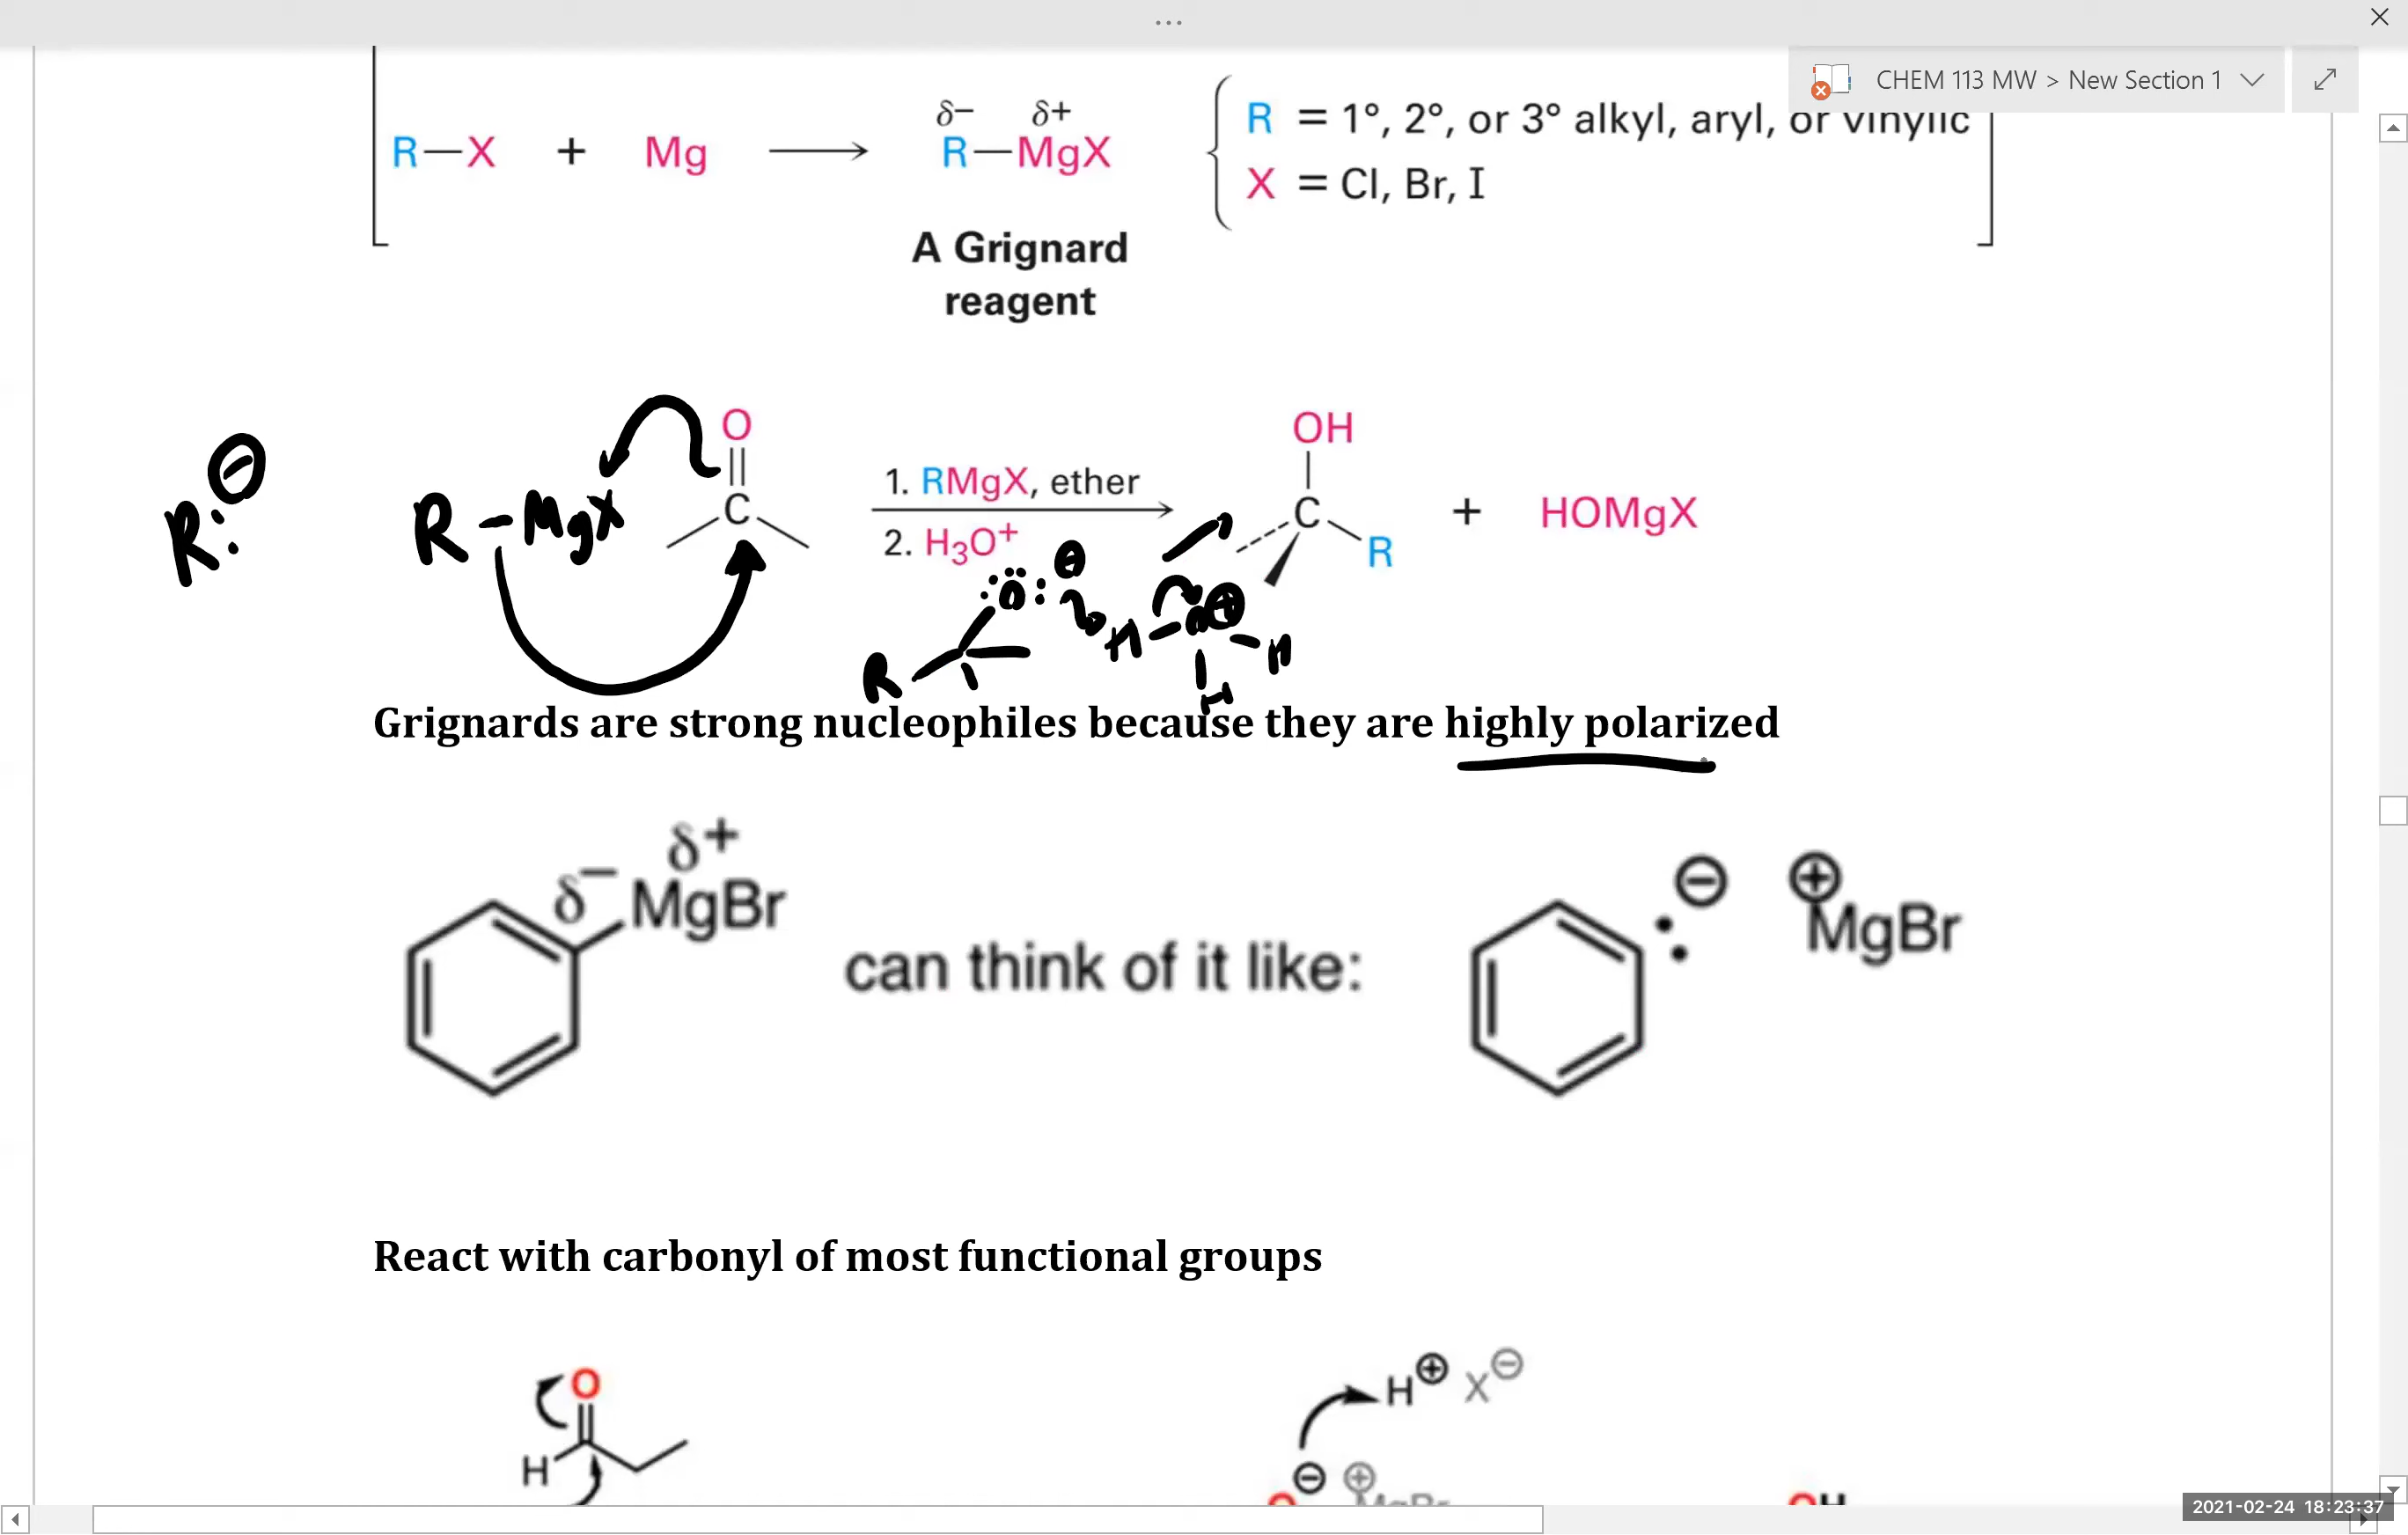 ...
CHEM 113 MW > New Section 1
δ− δ+
R—X + Mg ⟶ R—MgX
R = 1°, 2°, or 3° alkyl, aryl, or vinylic
X = Cl, Br, I
A Grignard
reagent
R:⊖
R-MgX
O
C
1. RMgX, ether
2. H3O+
OH
C
R
+ HOMgX
:Ö: ⊖
H-O⊕-H
H
R
Grignards are strong nucleophiles because they are highly polarized
δ− δ+
MgBr
can think of it like:
:⊖ ⊕
MgBr
React with carbonyl of most functional groups
O
H
H⊕ X⊖
⊖ ⊕
O MgBr
OH
2021-02-24 18:23:37